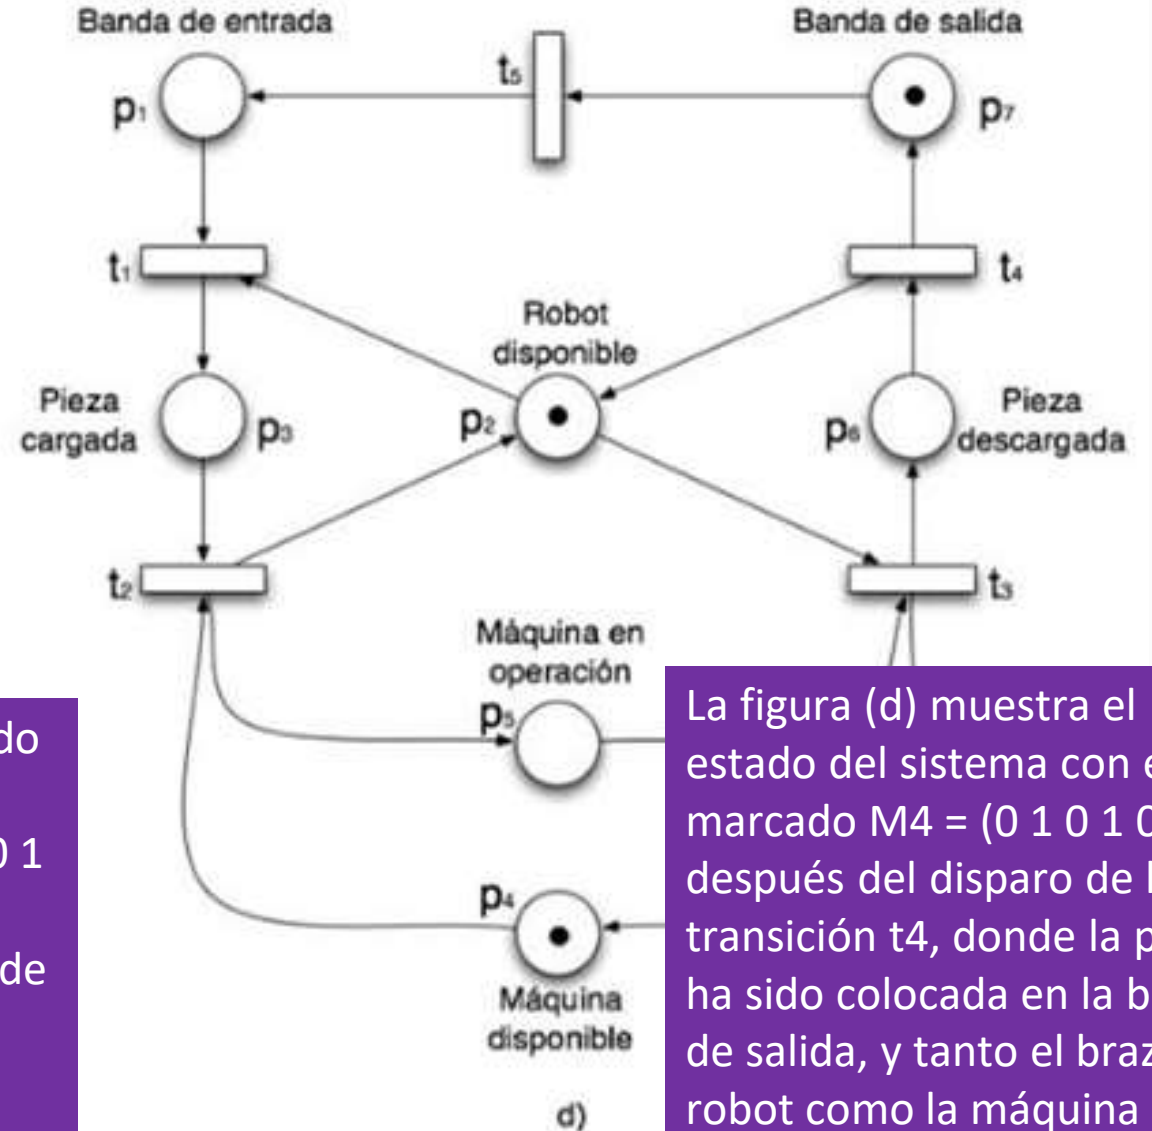 Banda de entrada
Banda de salida
t5
p1
p7
t1
t4
Robot
disponible
Pieza
cargada
p3
p2
p6
Pieza
descargada
t2
t3
Máquina en
operación
p5
p4
Máquina
disponible
d)
0 1
de
La figura (d) muestra el
estado del sistema con
marcado M4 = (0 1 0 1 0
después del disparo de
transición t4, donde la
ha sido colocada en la
de salida, y tanto el
robot como la máquina